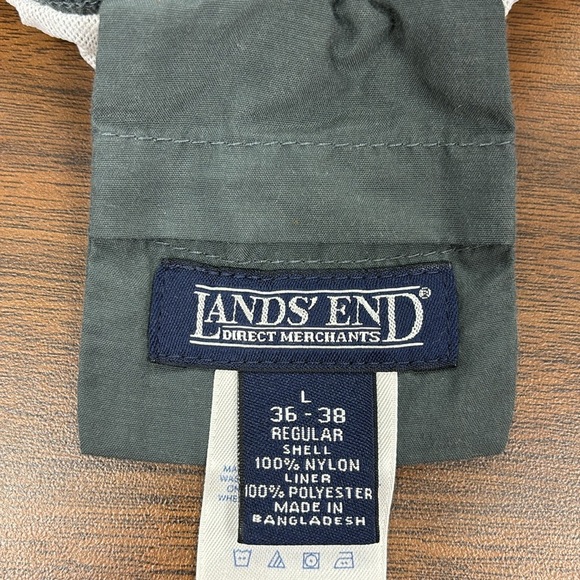 LANDS' END®
DIRECT MERCHANTS
L
36 - 38
REGULAR
SHELL
100% NYLON
LINER
100% POLYESTER
MADE IN
BANGLADESH